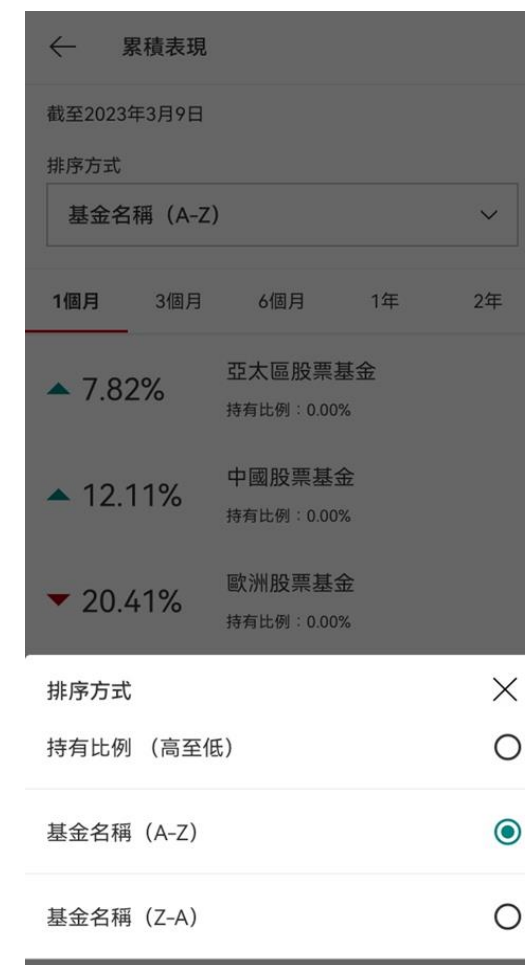 累積表現
截至2023年3月9日
排序方式
基金名稱（A-Z）
1個月 3個月 6個月 1年 2年
7.82% 亞太區股票基金
持有比例：0.00%
12.11% 中國股票基金
持有比例：0.00%
20.41% 歐洲股票基金
持有比例：0.00%
排序方式
持有比例 （高至低）
基金名稱（A-Z）
基金名稱（Z-A）